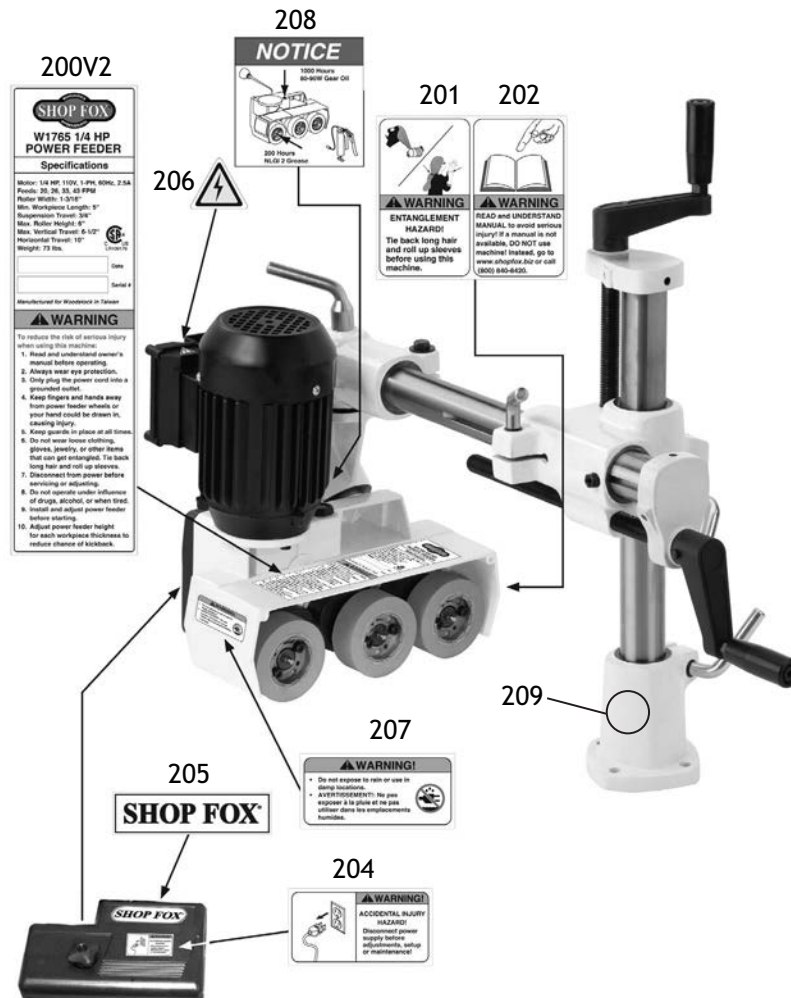 208
NOTICE
1000 Hours
80-90W Gear Oil
200 Hours
NLGI 2 Grease
200V2
SHOP FOX
W1765 1/4 HP
POWER FEEDER
Specifications
Motor: 1/4 HP, 110V, 1-PH, 60Hz, 2.5A
Feeds: 20, 26, 33, 43 FPM
Roller Width: 1-3/16"
Min. Workpiece Length: 5"
Suspension Travel: 3/4"
Max. Roller Height: 6"
Max. Vertical Travel: 6-1/2"
Horizontal Travel: 10"
Weight: 73 lbs.
Date
Serial #
Manufactured for Woodstock in Taiwan
WARNING
To reduce the risk of serious injury
when using this machine:
1. Read and understand owner's
manual before operating.
2. Always wear eye protection.
3. Only plug the power cord into a
grounded outlet.
4. Keep fingers and hands away
from power feeder wheels or
your hand could be drawn in,
causing injury.
5. Keep guards in place at all times.
6. Do not wear loose clothing,
gloves, jewelry, or other items
that can get entangled. Tie back
long hair and roll up sleeves.
7. Disconnect from power before
servicing or adjusting.
8. Do not operate under influence
of drugs, alcohol, or when tired.
9. Install and adjust power feeder
before starting.
10. Adjust power feeder height
for each workpiece thickness to
reduce chance of kickback.
206
201
WARNING
ENTANGLEMENT
HAZARD!
Tie back long hair
and roll up sleeves
before using this
machine.
202
WARNING
READ and UNDERSTAND
MANUAL to avoid serious
injury! If a manual is not
available, DO NOT use
machine! Instead, go to
www.shopfox.biz or call
(800) 840-8420.
209
207
WARNING!
• Do not expose to rain or use in
damp locations.
• AVERTISSEMENT!: Ne pas
exposer à la pluie et ne pas
utiliser dans les emplacements
humides.
205
SHOP FOX®
SHOP FOX
204
WARNING!
ACCIDENTAL INJURY
HAZARD!
Disconnect power
supply before
adjustments, setup
or maintenance!